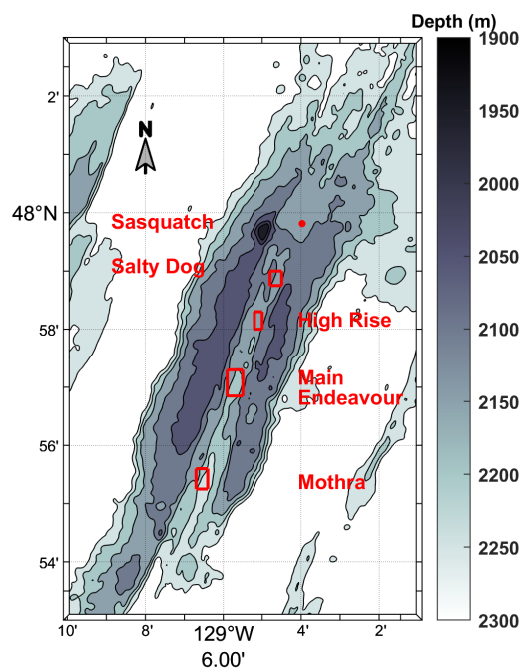 Depth (m)
1900
1950
2000
2050
2100
2150
2200
2250
2300
2'
48°N
58'
56'
54'
N
Sasquatch
Salty Dog
High Rise
Main
Endeavour
Mothra
10'
8'
129°W
6.00'
4'
2'